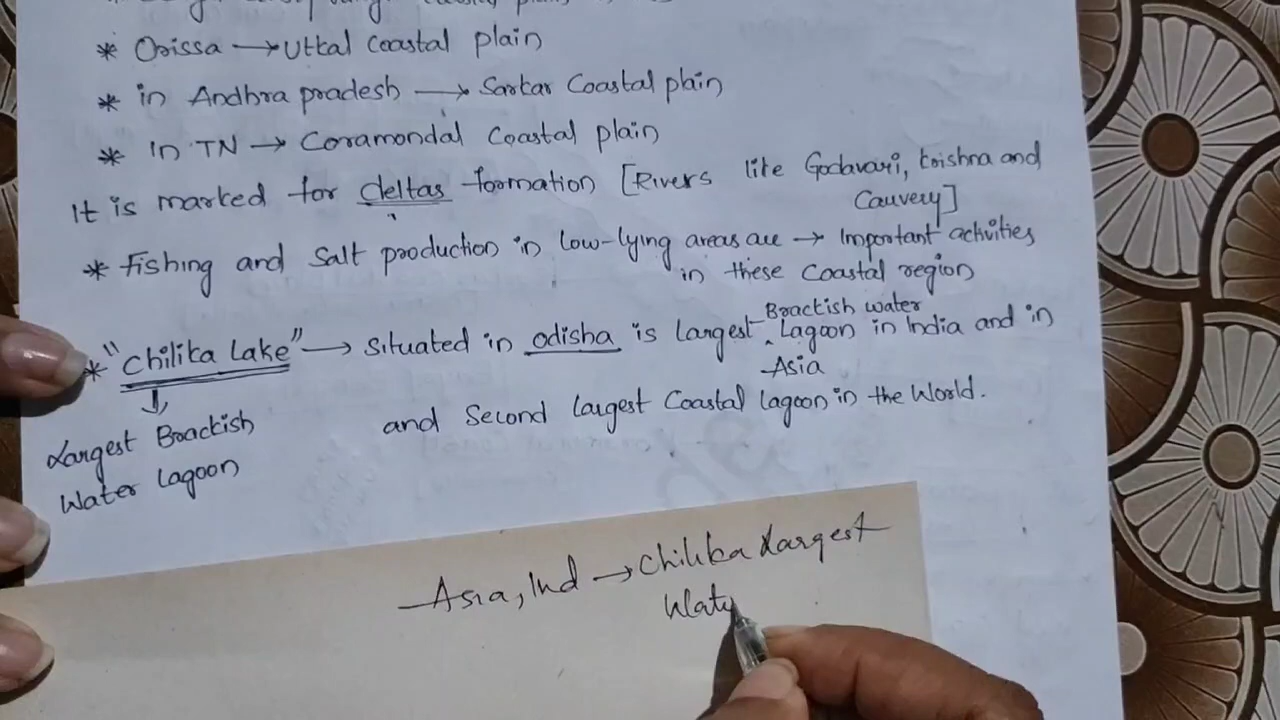 * Orissa → Uttal Coastal plain
* in Andhra pradesh → Sarkar Coastal plain
* in TN → Coramondal Coastal plain
It is marked for deltas formation [Rivers like Godavari, krishna and
Cauvery]
* Fishing and Salt production in low-lying areas are → Important activities
in these Coastal region
* "Chilika Lake" → Situated in odisha is largest Brackish water Lagoon in India and in
Asia
and Second largest Coastal lagoon in the World.
↓
Largest Brackish
Water Lagoon
Asia, Ind → Chilika Largest
Wat